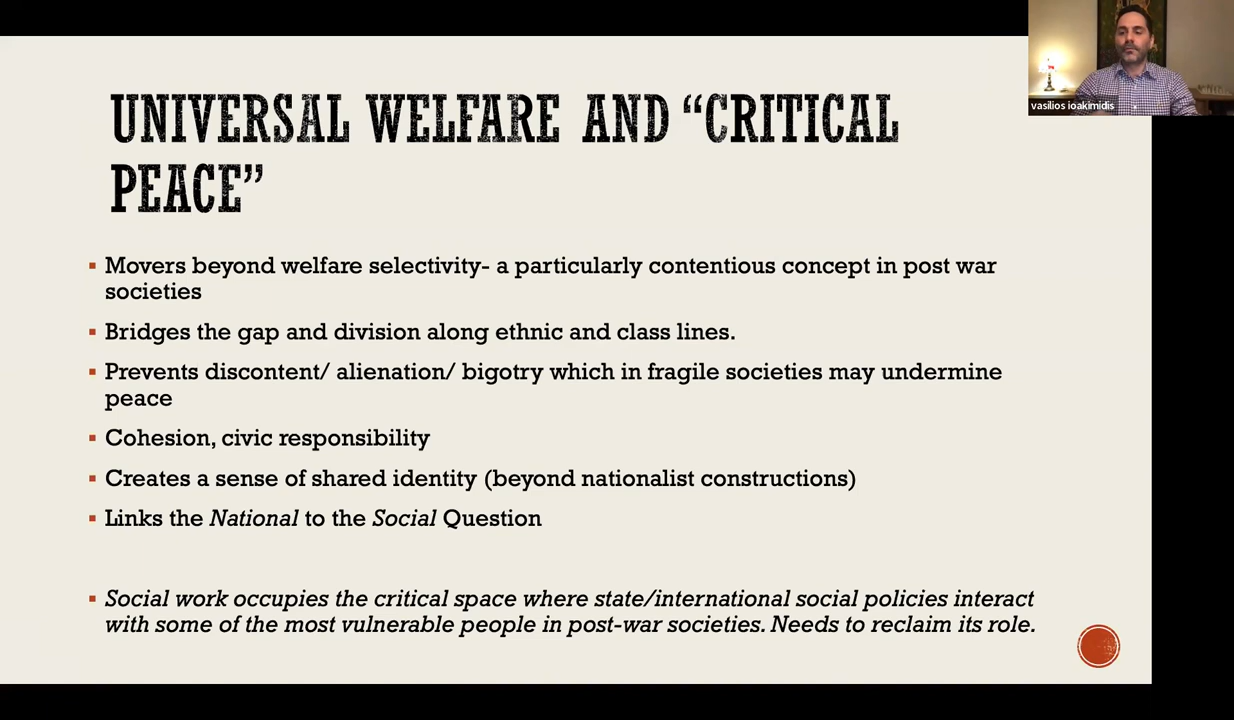 UNIVERSAL WELFARE AND “CRITICAL
PEACE”
vasilios ioakimidis
▪ Movers beyond welfare selectivity- a particularly contentious concept in post war
societies
▪ Bridges the gap and division along ethnic and class lines.
▪ Prevents discontent/ alienation/ bigotry which in fragile societies may undermine
peace
▪ Cohesion, civic responsibility
▪ Creates a sense of shared identity (beyond nationalist constructions)
▪ Links the National to the Social Question
▪ Social work occupies the critical space where state/international social policies interact
with some of the most vulnerable people in post-war societies. Needs to reclaim its role.